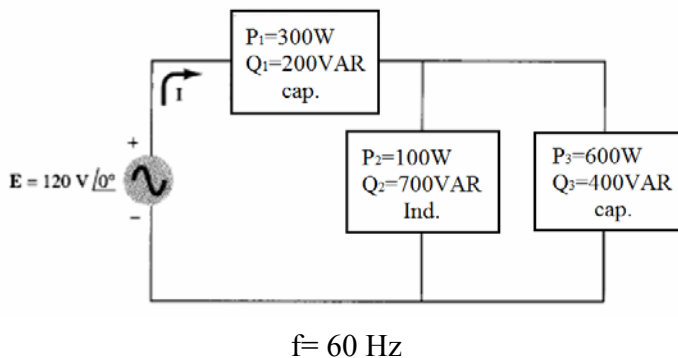 P1=300W
Q1=200VAR
cap.
I
+
E = 120 V /0°
−
P2=100W
Q2=700VAR
Ind.
P3=600W
Q3=400VAR
cap.
f= 60 Hz